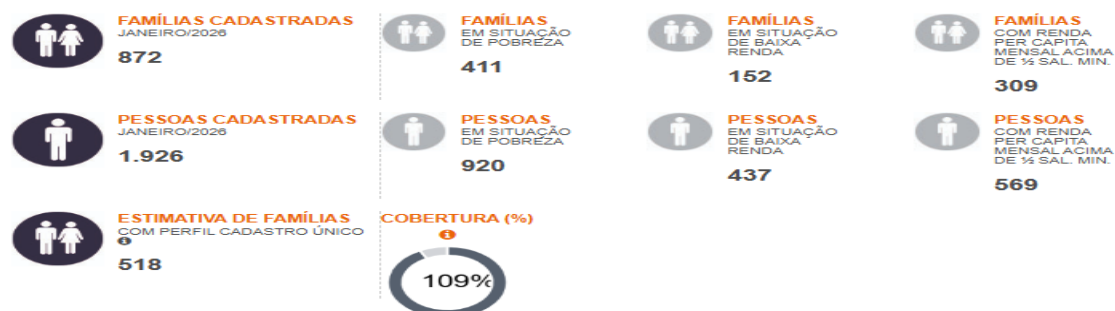 FAMÍLIAS CADASTRADAS
JANEIRO/2026
872
FAMÍLIAS
EM SITUAÇÃO
DE POBREZA
411
FAMÍLIAS
EM SITUAÇÃO
DE BAIXA
RENDA
152
FAMÍLIAS
COM RENDA
PER CAPITA
MENSAL ACIMA
DE ½ SAL. MIN.
309
PESSOAS CADASTRADAS
JANEIRO/2026
1.926
PESSOAS
EM SITUAÇÃO
DE POBREZA
920
PESSOAS
EM SITUAÇÃO
DE BAIXA
RENDA
437
PESSOAS
COM RENDA
PER CAPITA
MENSAL ACIMA
DE ½ SAL. MIN.
569
ESTIMATIVA DE FAMÍLIAS
COM PERFIL CADASTRO ÚNICO
518
COBERTURA (%)
109%